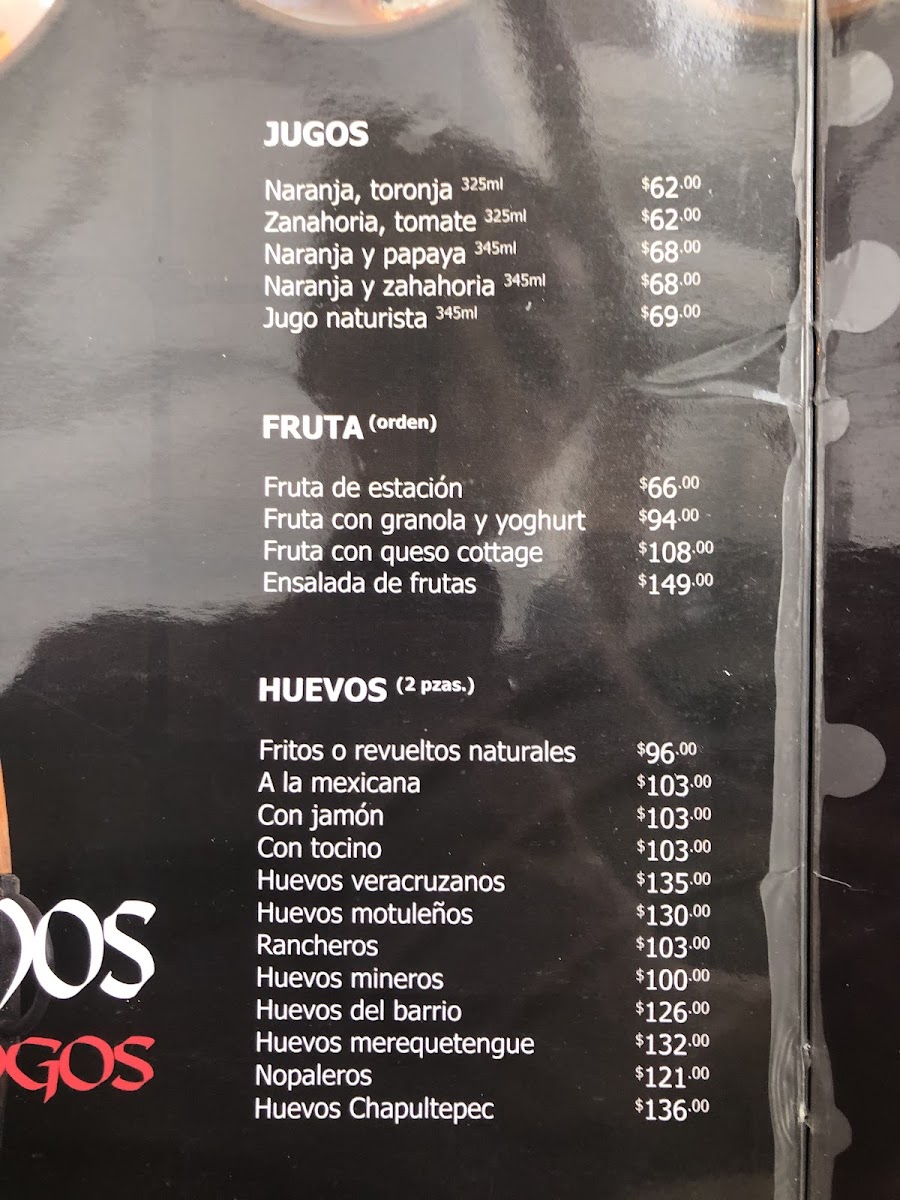 JUGOS
Naranja, toronja 325ml $62.00
Zanahoria, tomate 325ml $62.00
Naranja y papaya 345ml $68.00
Naranja y zahahoria 345ml $68.00
Jugo naturista 345ml $69.00
FRUTA (orden)
Fruta de estación $66.00
Fruta con granola y yoghurt $94.00
Fruta con queso cottage $108.00
Ensalada de frutas $149.00
HUEVOS (2 pzas.)
Fritos o revueltos naturales $96.00
A la mexicana $103.00
Con jamón $103.00
Con tocino $103.00
Huevos veracruzanos $135.00
Huevos motuleños $130.00
Rancheros $103.00
Huevos mineros $100.00
Huevos del barrio $126.00
Huevos merequetengue $132.00
Nopaleros $121.00
Huevos Chapultepec $136.00